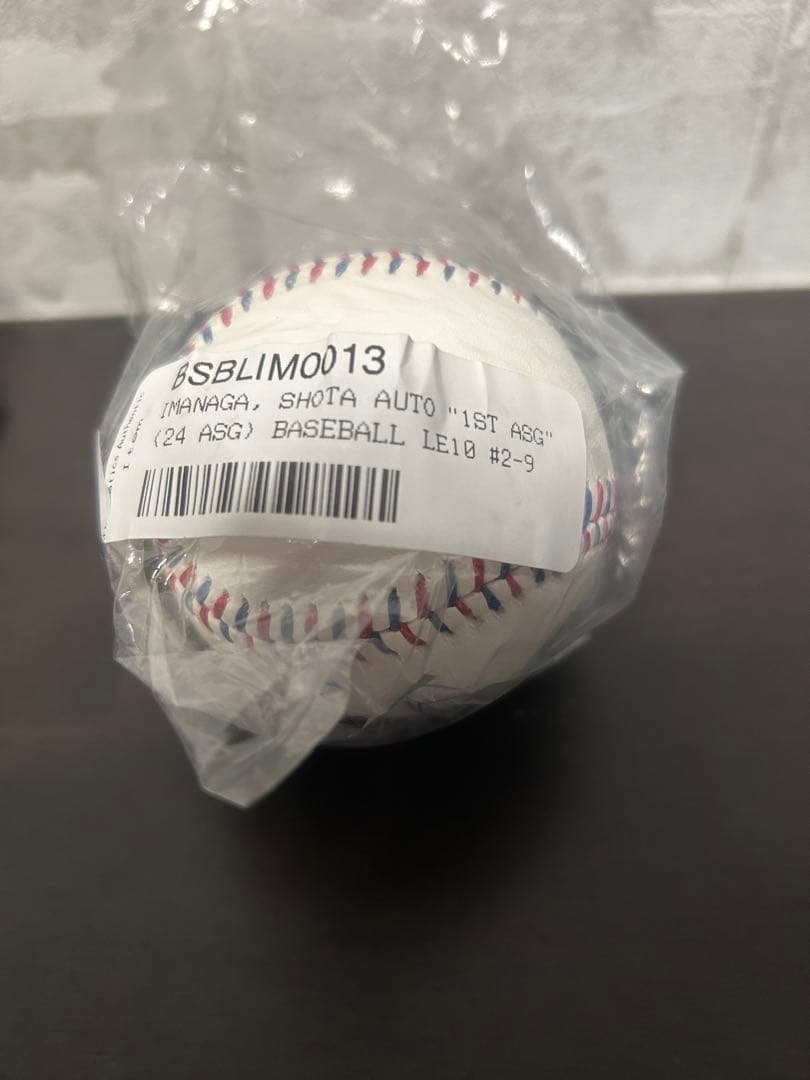 BSBLIM0013
IMANAGA, SHOTA AUTO "1ST ASG"
(24 ASG) BASEBALL LE10 #2-9